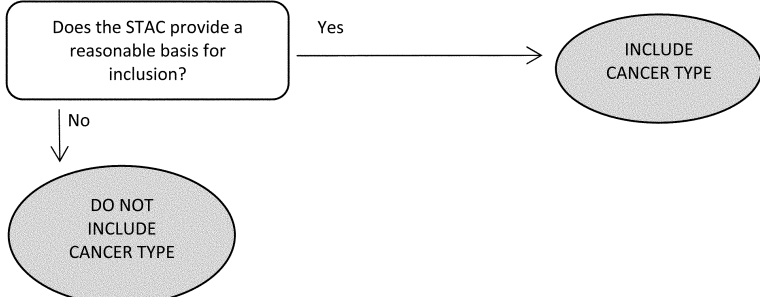 Does the STAC provide a
reasonable basis for
inclusion?
Yes
INCLUDE
CANCER TYPE
No
DO NOT
INCLUDE
CANCER TYPE